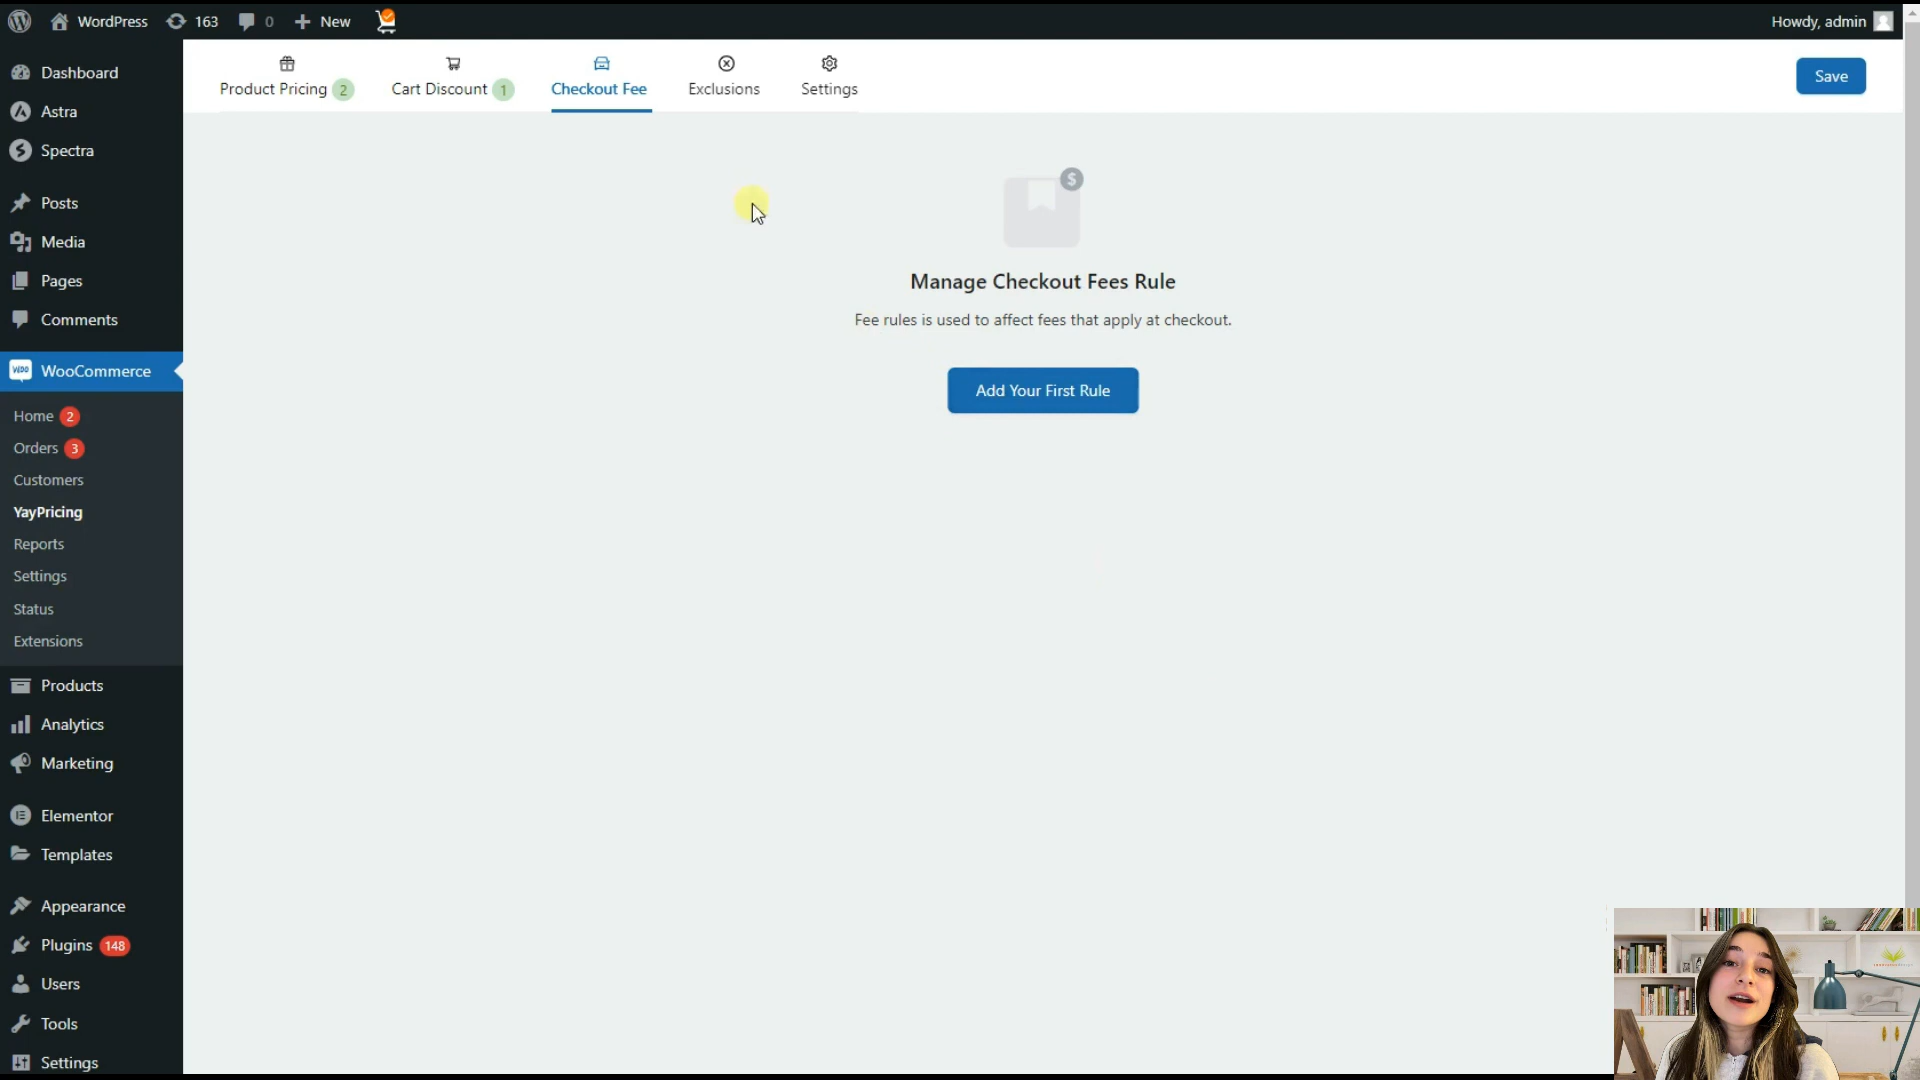 WordPress 163 0 New Howdy, admin
Dashboard
Astra
Spectra
Posts
Media
Pages
Comments
WooCommerce
Home 2
Orders 3
Customers
YayPricing
Reports
Settings
Status
Extensions
Products
Analytics
Marketing
Elementor
Templates
Appearance
Plugins 148
Users
Tools
Settings
Product Pricing 2 Cart Discount 1 Checkout Fee Exclusions Settings Save
$
Manage Checkout Fees Rule
Fee rules is used to affect fees that apply at checkout.
Add Your First Rule